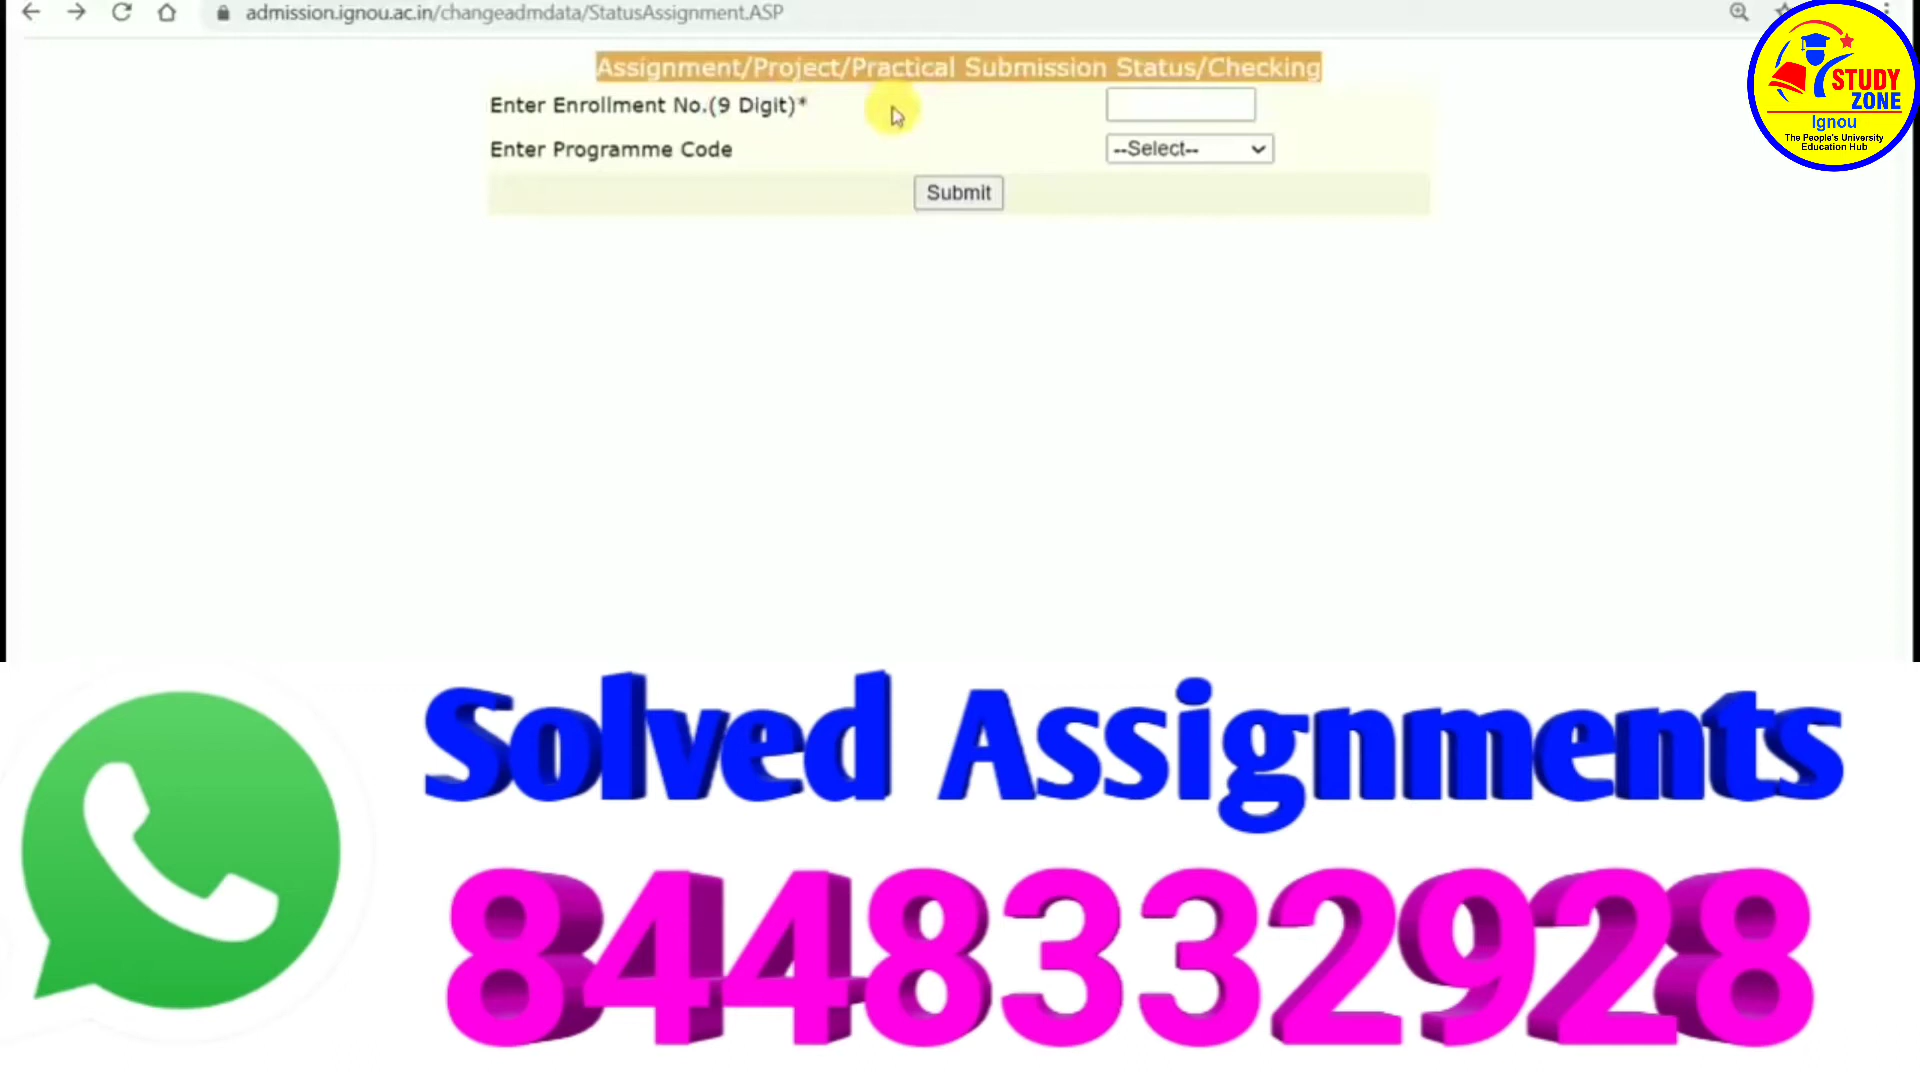 admission.ignou.ac.in/changeadmdata/StatusAssignment.ASP
Assignment/Project/Practical Submission Status/Checking
Enter Enrollment No.(9 Digit)*
Enter Programme Code
--Select--
Submit
STUDY
ZONE
Ignou
The People's University
Education Hub
Solved Assignments
8448332928